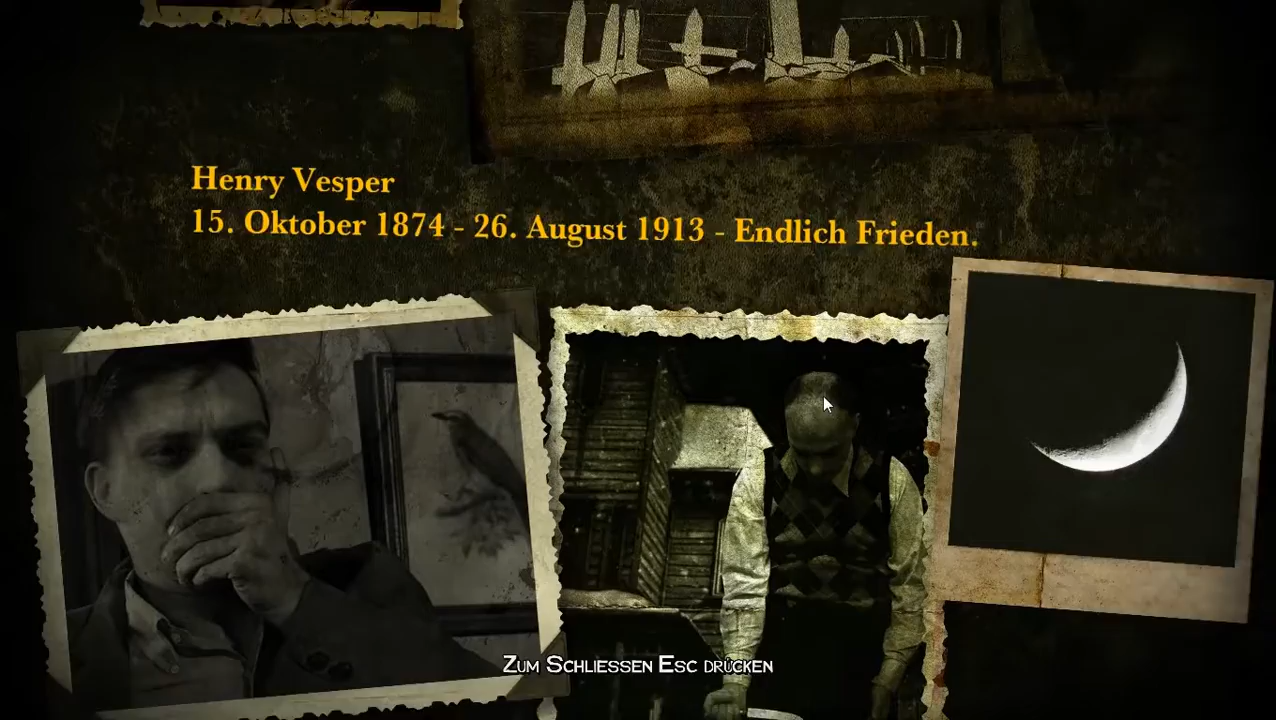 Henry Vesper
15. Oktober 1874 - 26. August 1913 - Endlich Frieden.
Zum Schliessen Esc drücken